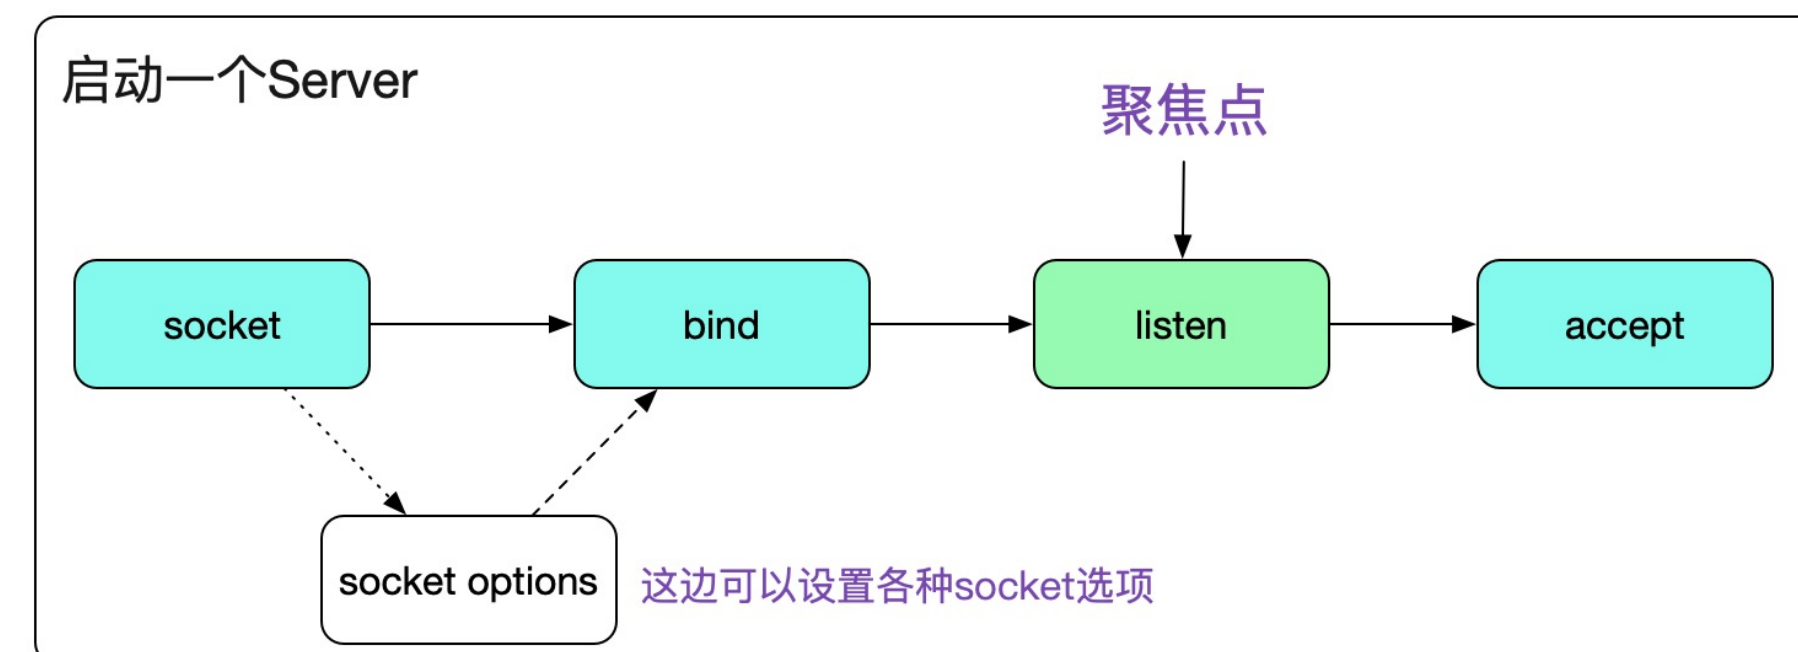 启动一个Server
聚焦点
socket
bind
listen
accept
socket options
这边可以设置各种socket选项